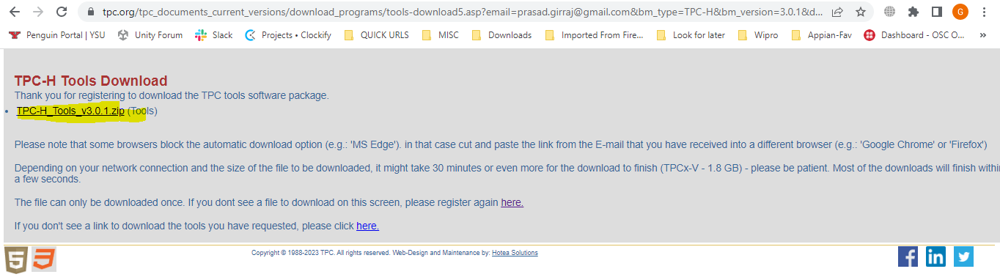 tpc.org/tpc_documents_current_versions/download_programs/tools-download5.asp?email=prasad.girraj@gmail.com&bm_type=TPC-H&bm_version=3.0.1&d...
G
Penguin Portal | YSU Unity Forum Slack Projects • Clockify QUICK URLS MISC Downloads Imported From Fire... Look for later Wipro Appian-Fav Dashboard - OSC O... »
TPC-H Tools Download
Thank you for registering to download the TPC tools software package.
• TPC-H_Tools_v3.0.1.zip (Tools)
Please note that some browsers block the automatic download option (e.g.: 'MS Edge'). in that case cut and paste the link from the E-mail that you have received into a different browser (e.g.: 'Google Chrome' or 'Firefox')
Depending on your network connection and the size of the file to be downloaded, it might take 30 minutes or even more for the download to finish (TPCx-V - 1.8 GB) - please be patient. Most of the downloads will finish within
a few seconds.
The file can only be downloaded once. If you dont see a file to download on this screen, please register again here.
If you don't see a link to download the tools you have requested, please click here.
Copyright © 1988-2023 TPC. All rights reserved. Web-Design and Maintenance by: Hotea Solutions